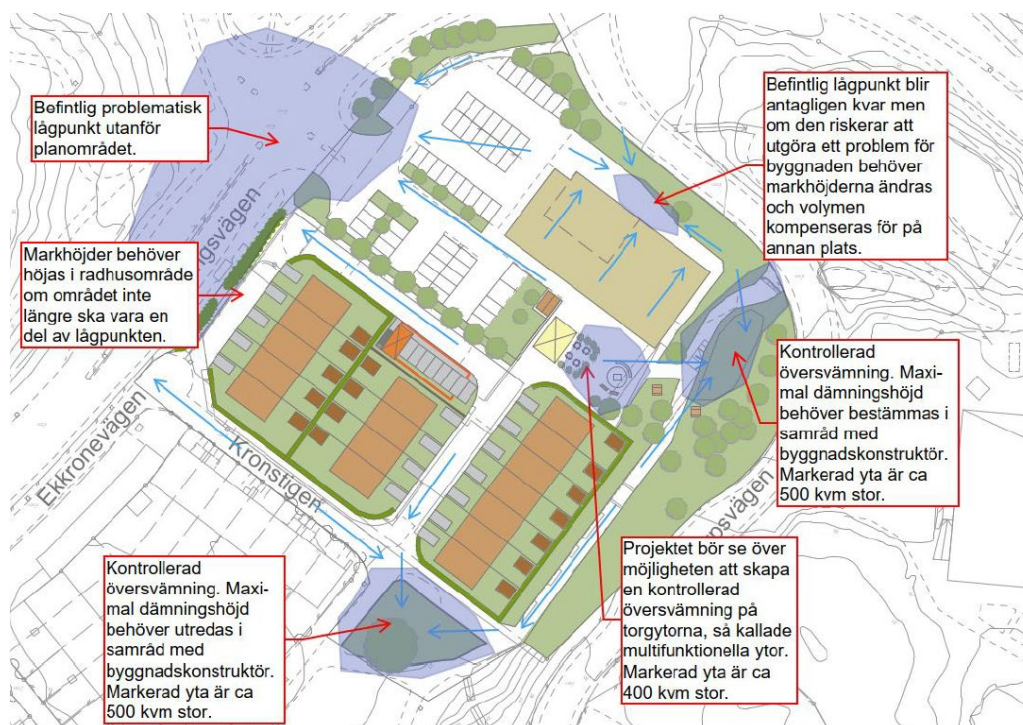 Befintlig problematisk
lågpunkt utanför
planområdet.
Befintlig lågpunkt blir
antagligen kvar men
om den riskerar att
utgöra ett problem för
byggnaden behöver
markhöjderna ändras
och volymen
kompenseras för på
annan plats.
Markhöjder behöver
höjas i radhusområde
om området inte
längre ska vara en
del av lågpunkten.
Kontrollerad
översvämning. Maxi-
mal dämningshöjd
behöver bestämmas i
samråd med
byggnadskonstruktör.
Markerad yta är ca
500 kvm stor.
Ekkronevägen
Kronstigen
Kontrollerad
översvämning. Maxi-
mal dämningshöjd
behöver utredas i
samråd med
byggnadskonstruktör.
Markerad yta är ca
500 kvm stor.
Projektet bör se över
möjligheten att skapa
en kontrollerad
översvämning på
torgytorna, så kallade
multifunktionella ytor.
Markerad yta är ca
400 kvm stor.